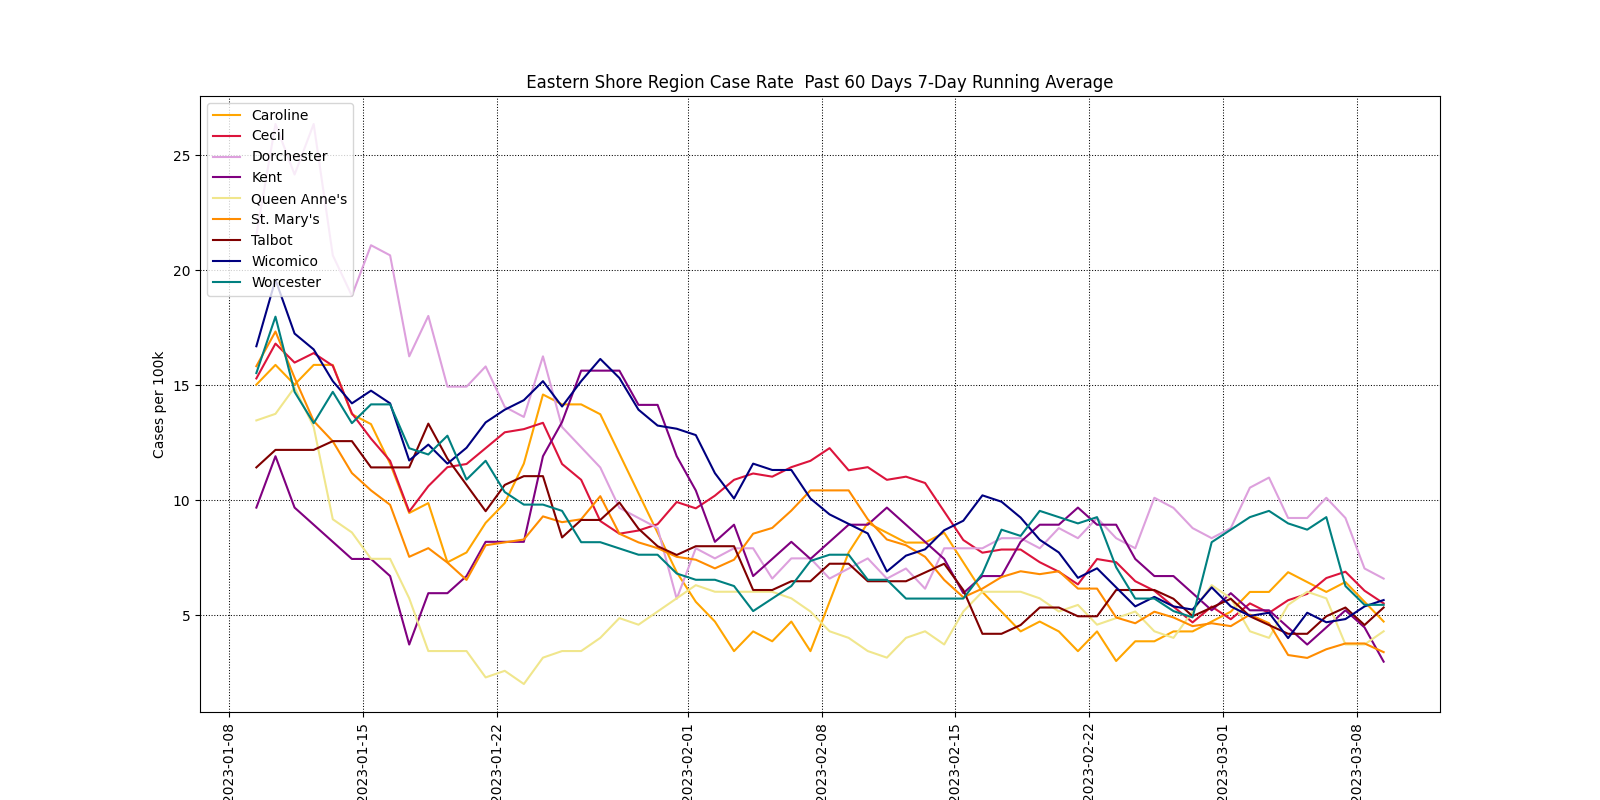 Eastern Shore Region Case Rate  Past 60 Days 7-Day Running Average
Caroline
Cecil
Dorchester
Kent
Queen Anne's
St. Mary's
Talbot
Wicomico
Worcester
25
20
15
10
5
Cases per 100k
2023-01-08
2023-01-15
2023-01-22
2023-02-01
2023-02-08
2023-02-15
2023-02-22
2023-03-01
2023-03-08